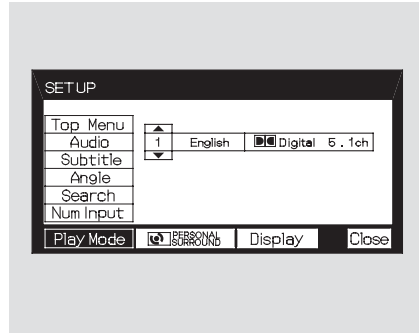 SETUP
Top Menu
Audio
1 English DD Digital 5.1ch
Subtitle
Angle
Search
Num Input
Play Mode PERSONAL SURROUND Display Close